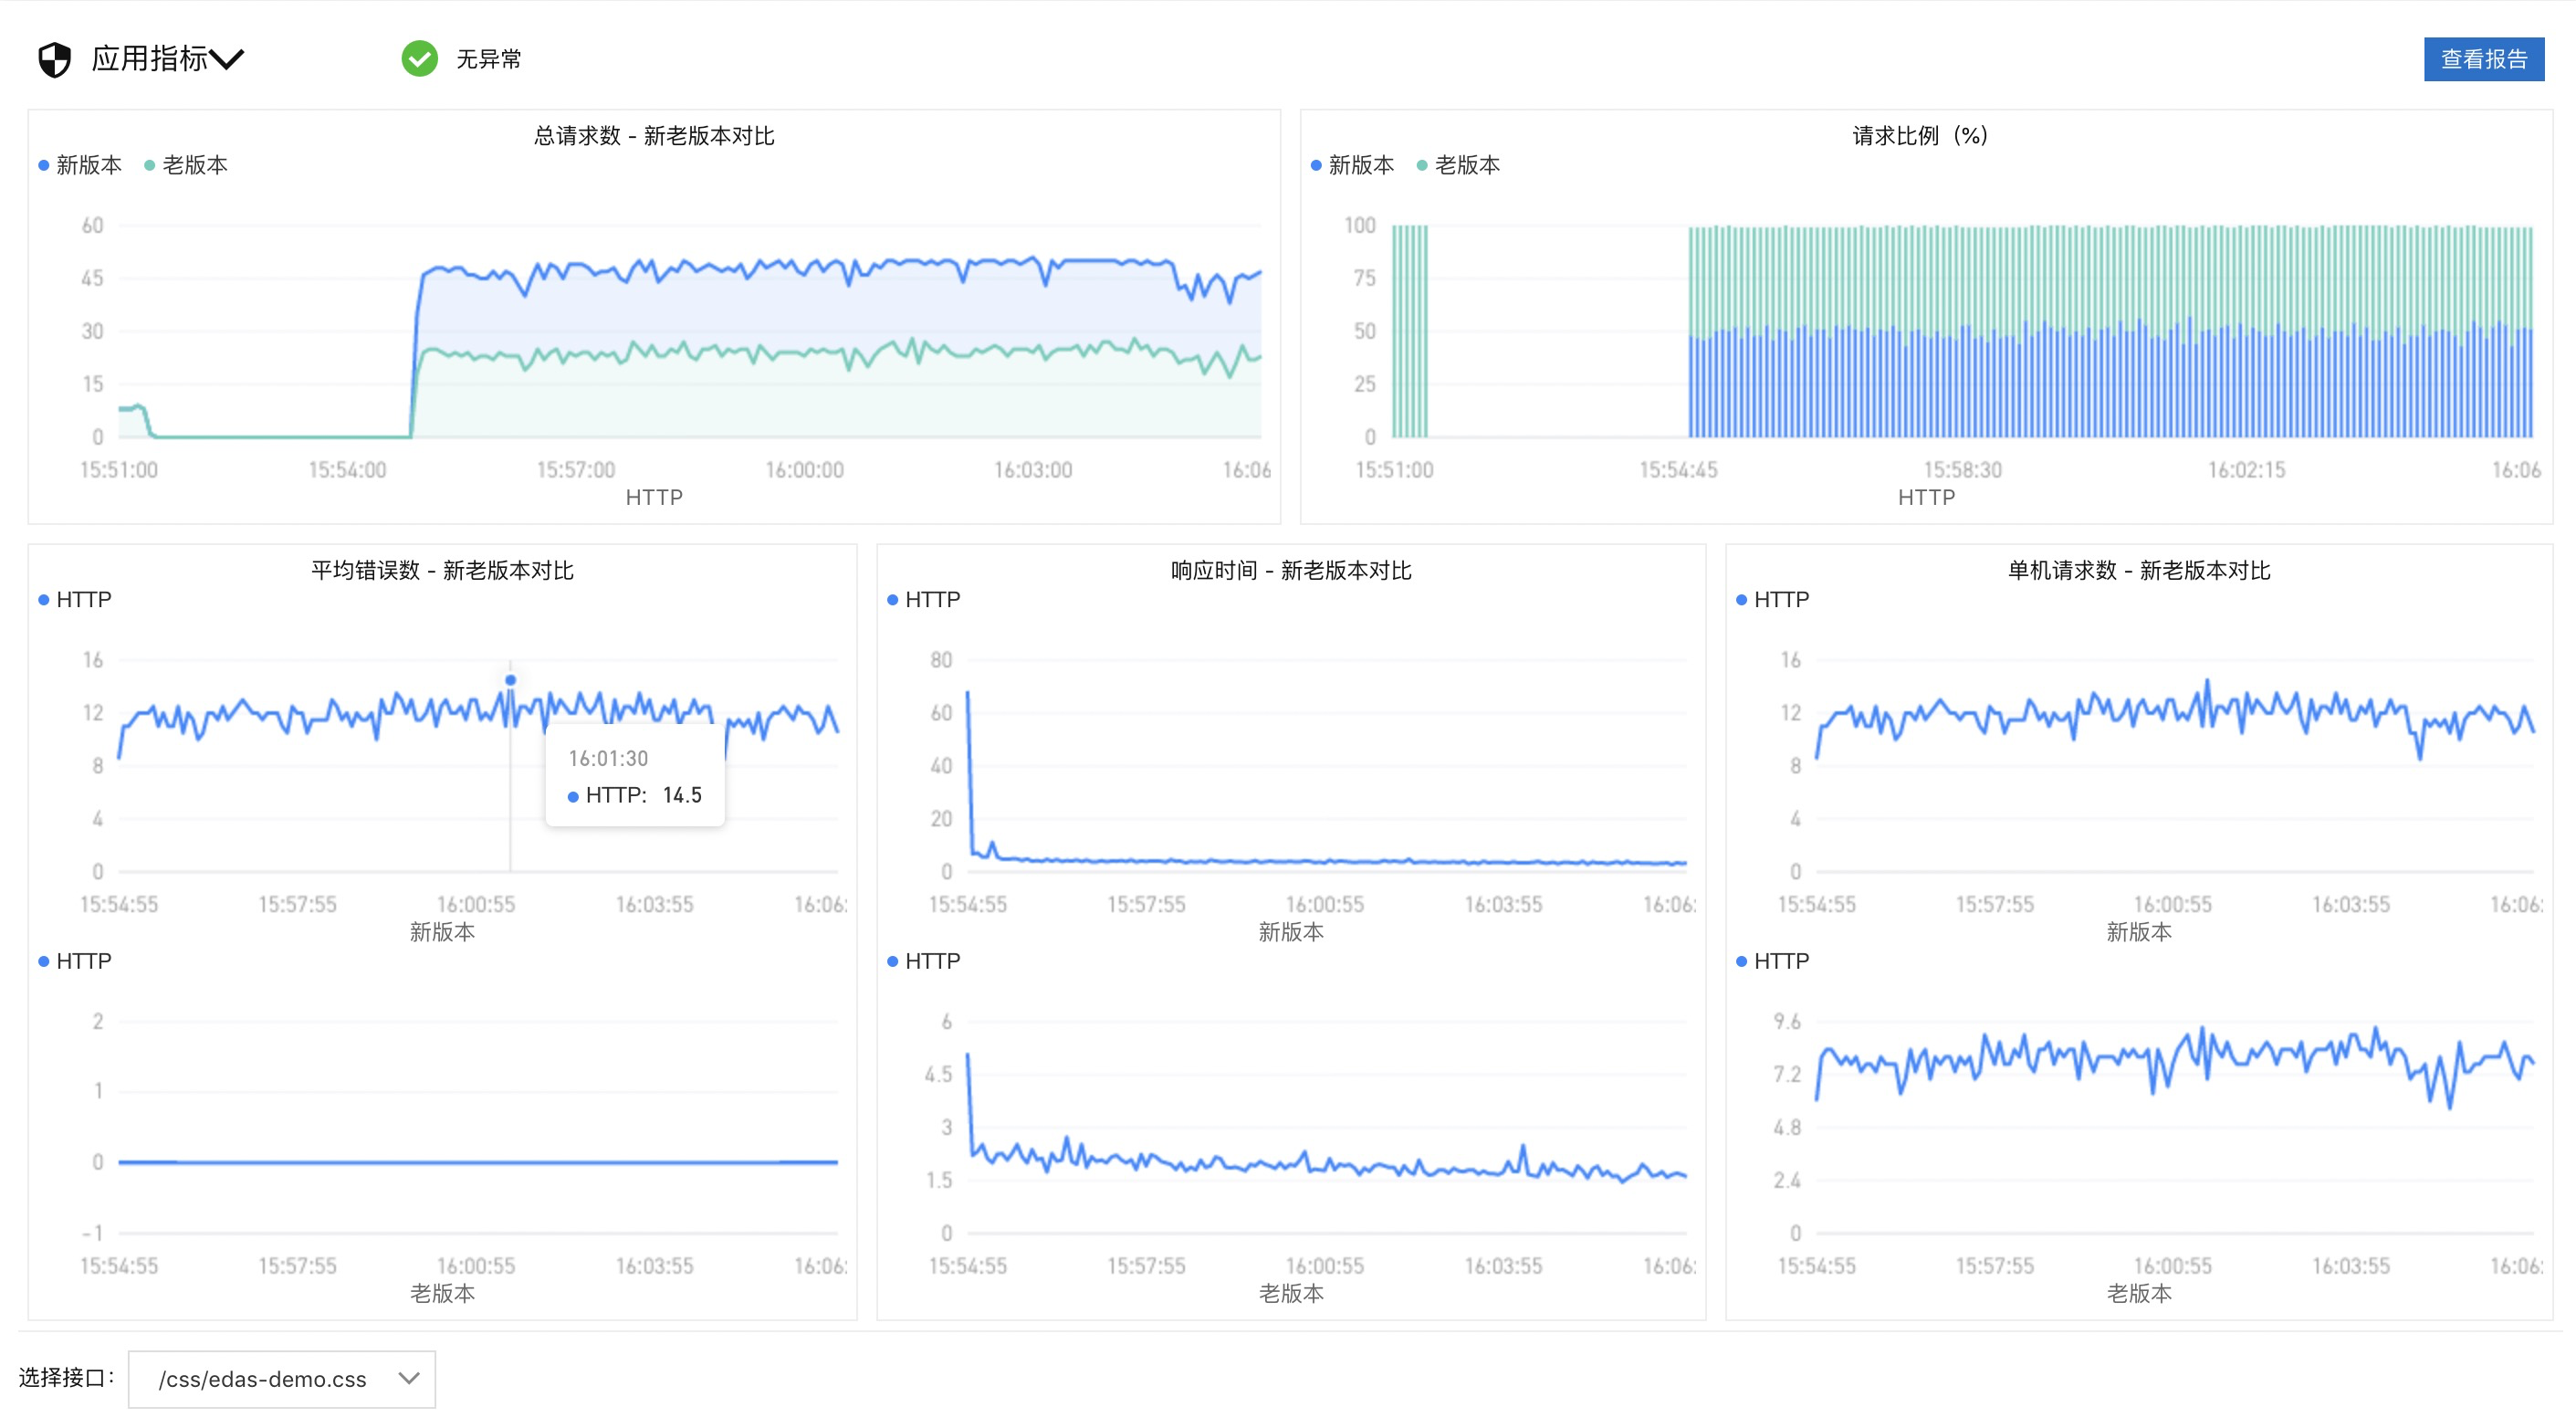 应用指标
无异常
查看报告
总请求数 - 新老版本对比
新版本 老版本
60
45
30
15
0
15:51:00 15:54:00 15:57:00 16:00:00 16:03:00 16:06
HTTP
请求比例（%）
新版本 老版本
100
75
50
25
0
15:51:00 15:54:45 15:58:30 16:02:15 16:06
HTTP
平均错误数 - 新老版本对比
HTTP
16
12
8
4
0
16:01:30
HTTP: 14.5
15:54:55 15:57:55 16:00:55 16:03:55 16:06:
新版本
HTTP
2
1
0
-1
15:54:55 15:57:55 16:00:55 16:03:55 16:06:
老版本
响应时间 - 新老版本对比
HTTP
80
60
40
20
0
15:54:55 15:57:55 16:00:55 16:03:55 16:06:
新版本
HTTP
6
4.5
3
1.5
0
15:54:55 15:57:55 16:00:55 16:03:55 16:06:
老版本
单机请求数 - 新老版本对比
HTTP
16
12
8
4
0
15:54:55 15:57:55 16:00:55 16:03:55 16:06:
新版本
HTTP
9.6
7.2
4.8
2.4
0
15:54:55 15:57:55 16:00:55 16:03:55 16:06:
老版本
选择接口： /css/edas-demo.css